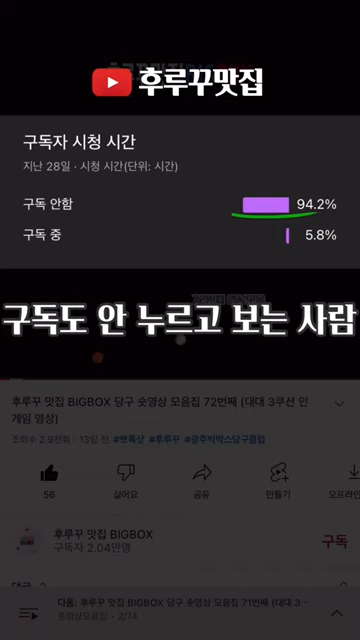 후루꾸맛집
구독자 시청 시간
지난 28일 · 시청 시간(단위: 시간)
구독 안함 94.2%
구독 중 5.8%
구독도 안 누르고 보는 사람
후루꾸 맛집 BIGBOX 당구 숏영상 모음집 72번째 (대대 3쿠션 인
게임 영상)
조회수 2.9천회 · 13일 전 #뽀록샷 #후루꾸 #광주빅박스당구클럽
56 싫어요 공유 만들기 오프라인
후루꾸 맛집 BIGBOX
구독자 2.04만명
구독
다음: 후루꾸 맛집 BIGBOX 당구 숏영상 모음집 71번째 (대대 3…
숏영상모음집 · 2/74